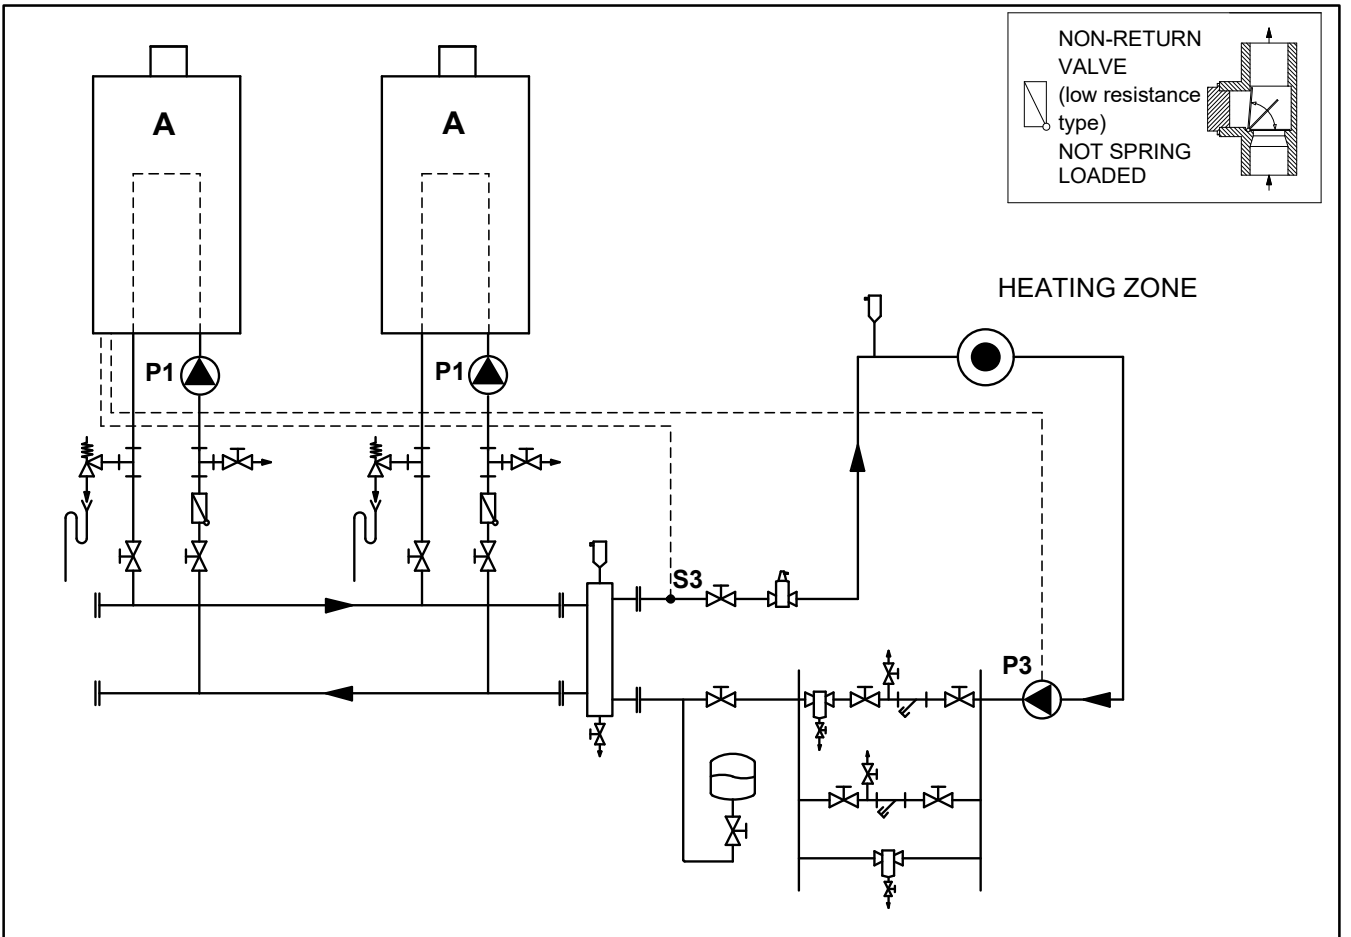 NON-RETURN
VALVE
(low resistance
type)
NOT SPRING
LOADED
A
A
HEATING ZONE
P1
P1
S3
P3